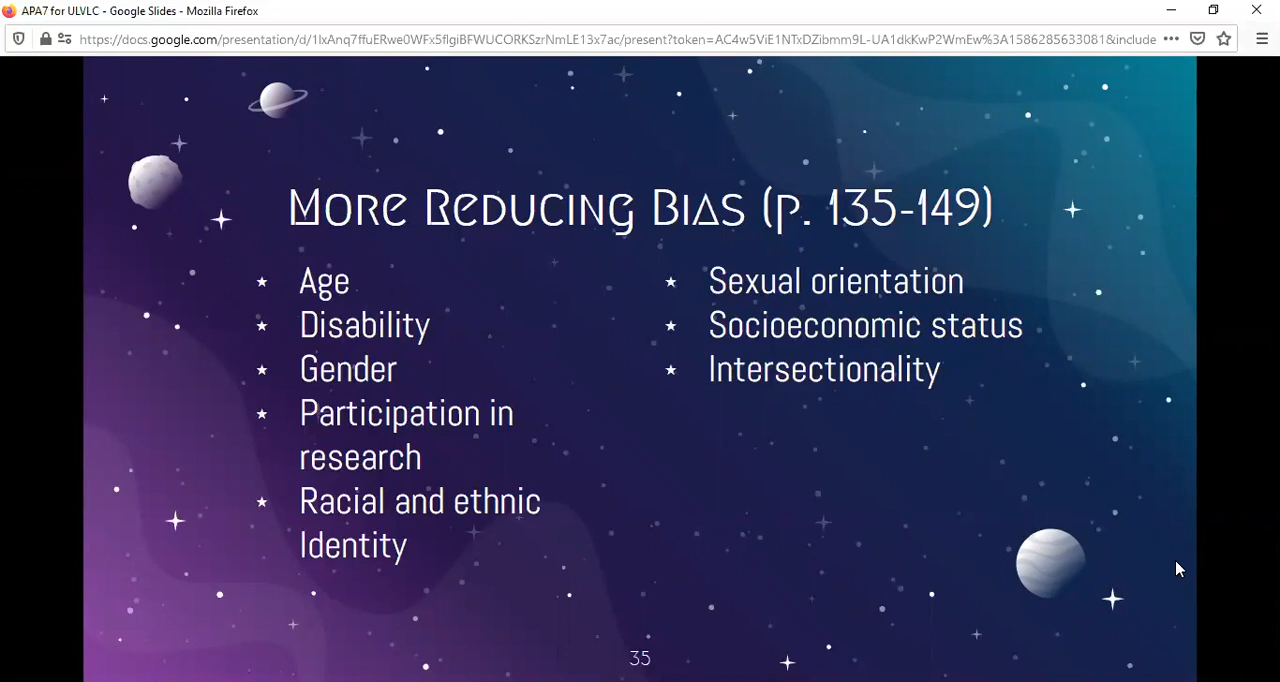 APA7 for ULVLC - Google Slides - Mozilla Firefox
https://docs.google.com/presentation/d/1lxAnq7ffuERwe0WFx5flgiBFWUCORKSzrNmLE13x7ac/present?token=AC4w5ViE1NTxDZibmm9L-UA1dkKwP2WmEw%3A1586285633081&include
More Reducing Bias (p. 135-149)
Age
Disability
Gender
Participation in
research
Racial and ethnic
Identity
Sexual orientation
Socioeconomic status
Intersectionality
35